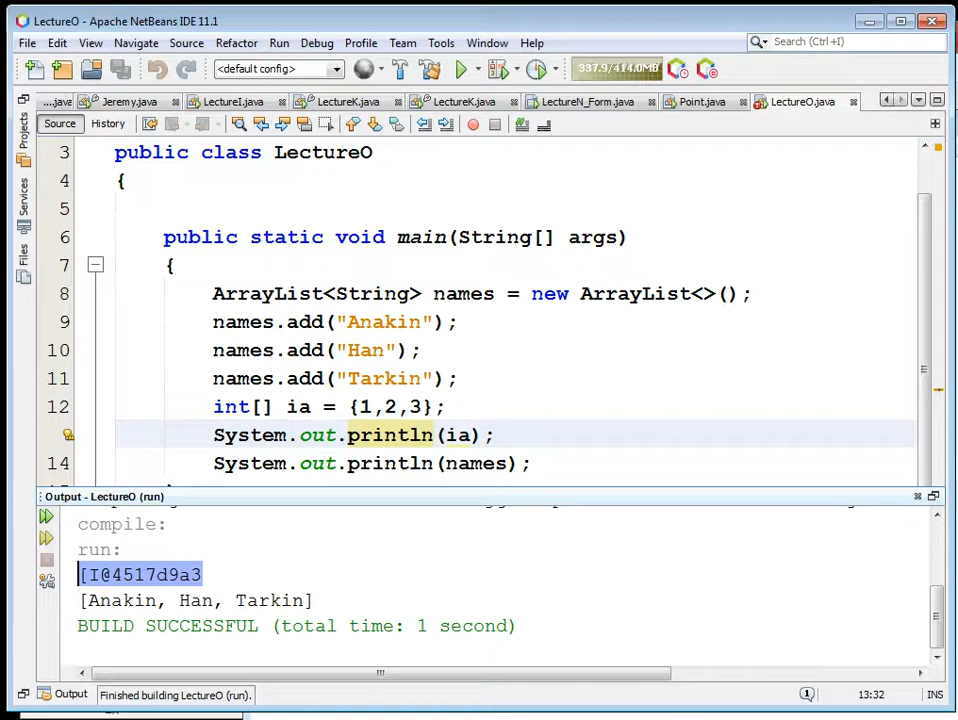 LectureO - Apache NetBeans IDE 11.1
File Edit View Navigate Source Refactor Run Debug Profile Team Tools Window Help
Search (Ctrl+I)
<default config>
337.9/414.0MB
....java Jeremy.java LectureI.java LectureK.java LectureK.java LectureN_Form.java Point.java LectureO.java
Source History
Projects
Services
Files
3 public class LectureO
4 {
5
6 public static void main(String[] args)
7 {
8 ArrayList<String> names = new ArrayList<>();
9 names.add("Anakin");
10 names.add("Han");
11 names.add("Tarkin");
12 int[] ia = {1,2,3};
System.out.println(ia);
14 System.out.println(names);
Output - LectureO (run)
compile:
run:
[I@4517d9a3
[Anakin, Han, Tarkin]
BUILD SUCCESSFUL (total time: 1 second)
Output Finished building LectureO (run). 1 13:32 INS